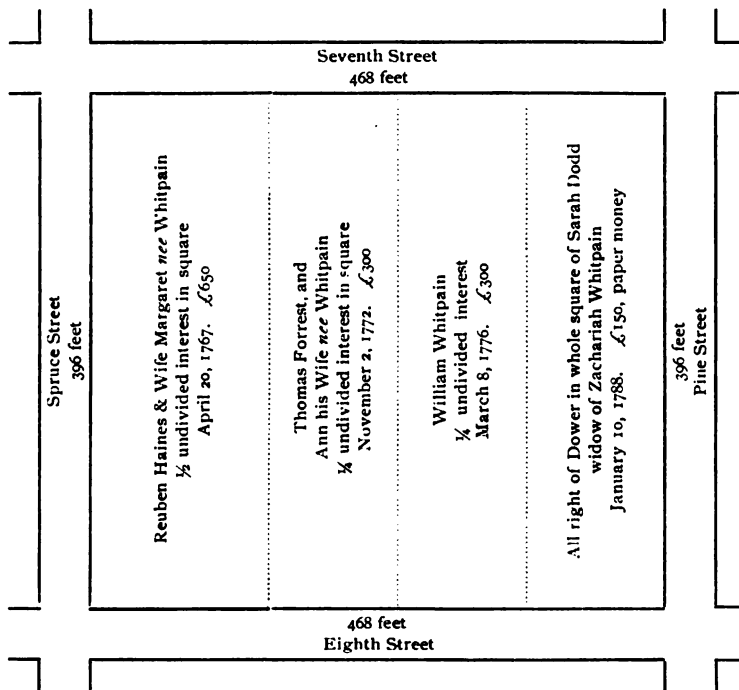 Seventh Street
468 feet
Spruce Street
396 feet
Reuben Haines & Wife Margaret nee Whitpain
½ undivided interest in square
April 20, 1767. £650
Thomas Forrest, and
Ann his Wife nee Whitpain
¼ undivided interest in square
November 2, 1772. £300
William Whitpain
¼ undivided interest
March 8, 1776. £300
All right of Dower in whole square of Sarah Dodd
widow of Zachariah Whitpain
January 10, 1788. £150, paper money
396 feet
Pine Street
468 feet
Eighth Street